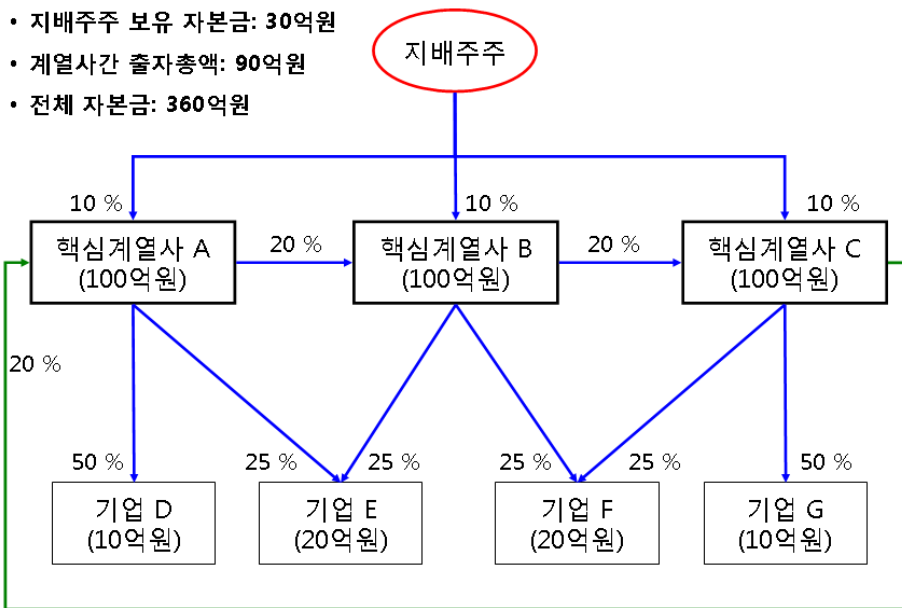 • 지배주주 보유 자본금: 30억원
• 계열사간 출자총액: 90억원
• 전체 자본금: 360억원
지배주주
10 %
10 %
10 %
핵심계열사 A
(100억원)
20 %
핵심계열사 B
(100억원)
20 %
핵심계열사 C
(100억원)
20 %
50 %
25 %
25 %
25 %
25 %
50 %
기업 D
(10억원)
기업 E
(20억원)
기업 F
(20억원)
기업 G
(10억원)